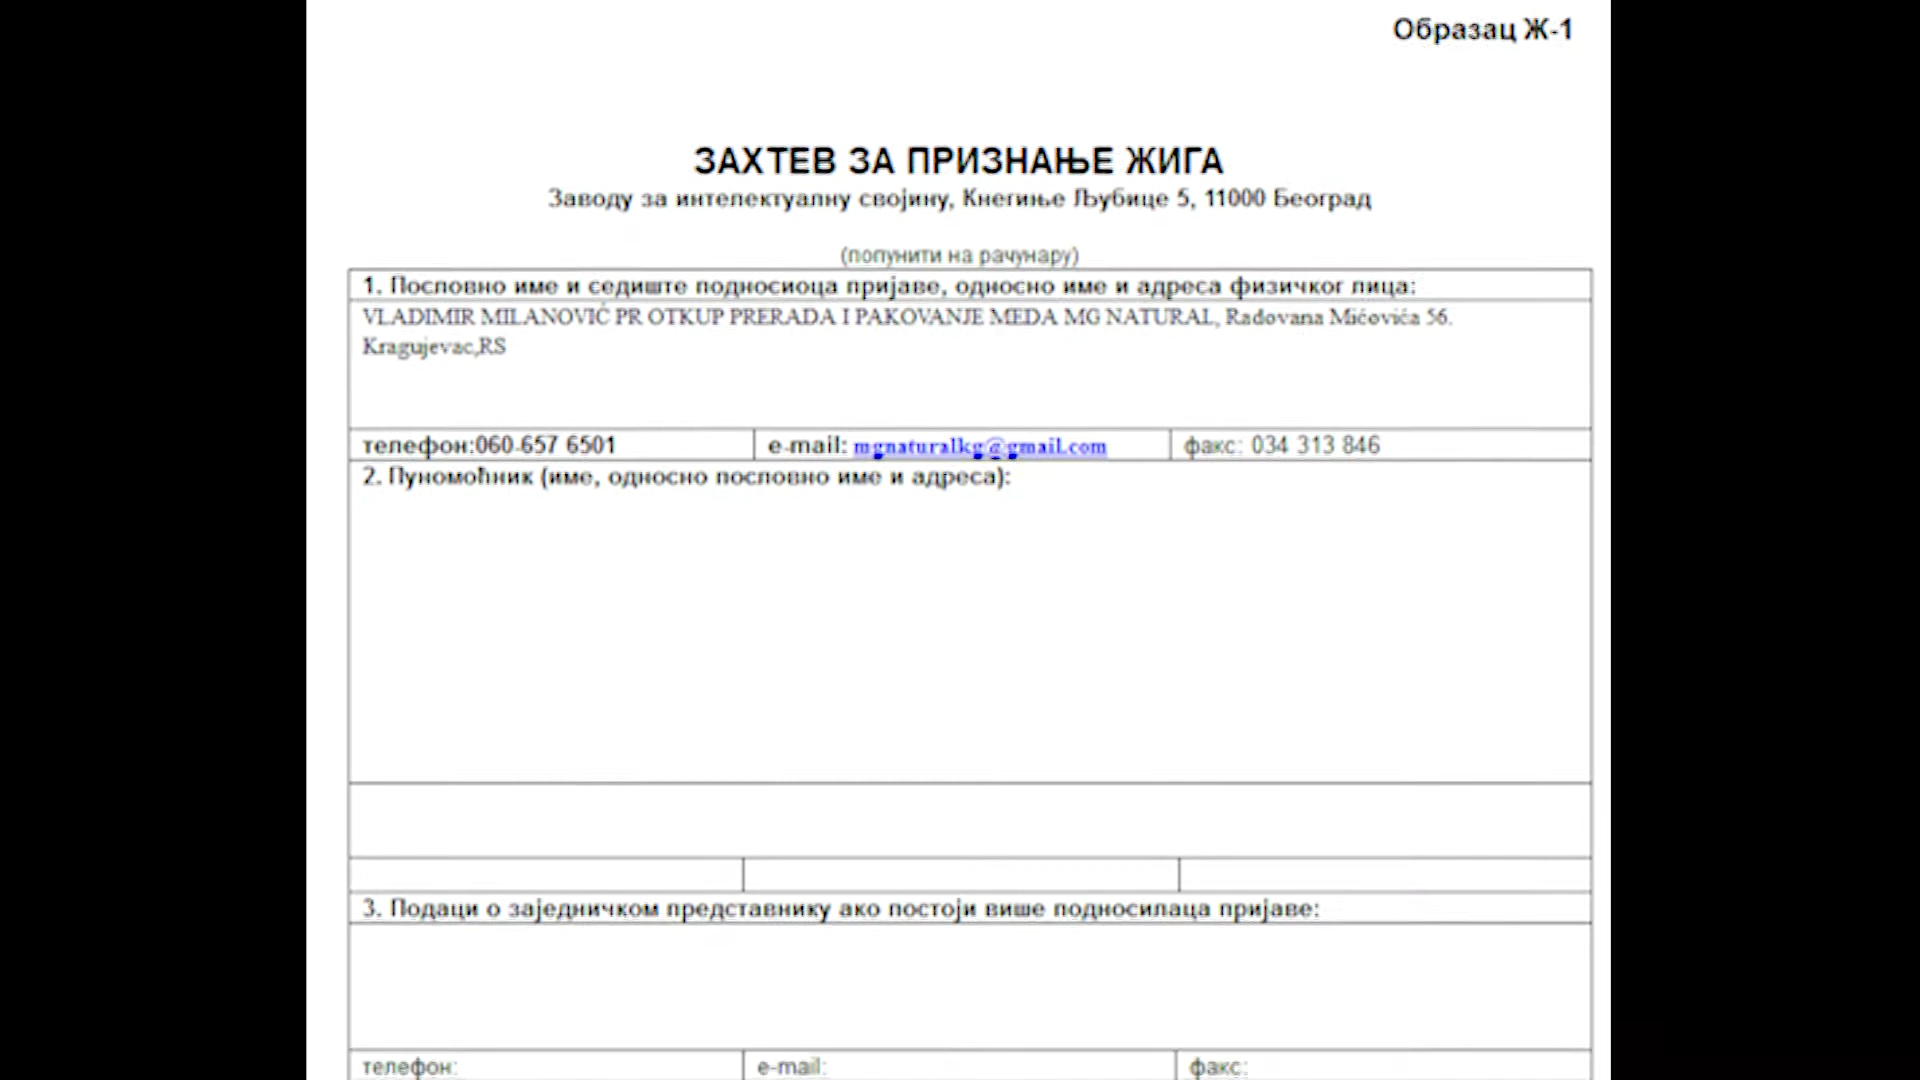 Образац Ж-1
ЗАХТЕВ ЗА ПРИЗНАЊЕ ЖИГА
Заводу за интелектуалну својину, Кнегиње Љубице 5, 11000 Београд
(попунити на рачунару)
1. Пословно име и седиште подносиоца пријаве, односно име и адреса физичког лица:
VLADIMIR MILANOVIĆ PR OTKUP PRERADA I PAKOVANJE MEDA MG NATURAL, Radovana Mićovića 56.
Kragujevac,RS
телефон:060-657 6501 e-mail: mgnaturalkg@gmail.com факс: 034 313 846
2. Пуномоћник (име, односно пословно име и адреса):
3. Подаци о заједничком представнику ако постоји више подносилаца пријаве:
телефон: e-mail: факс: